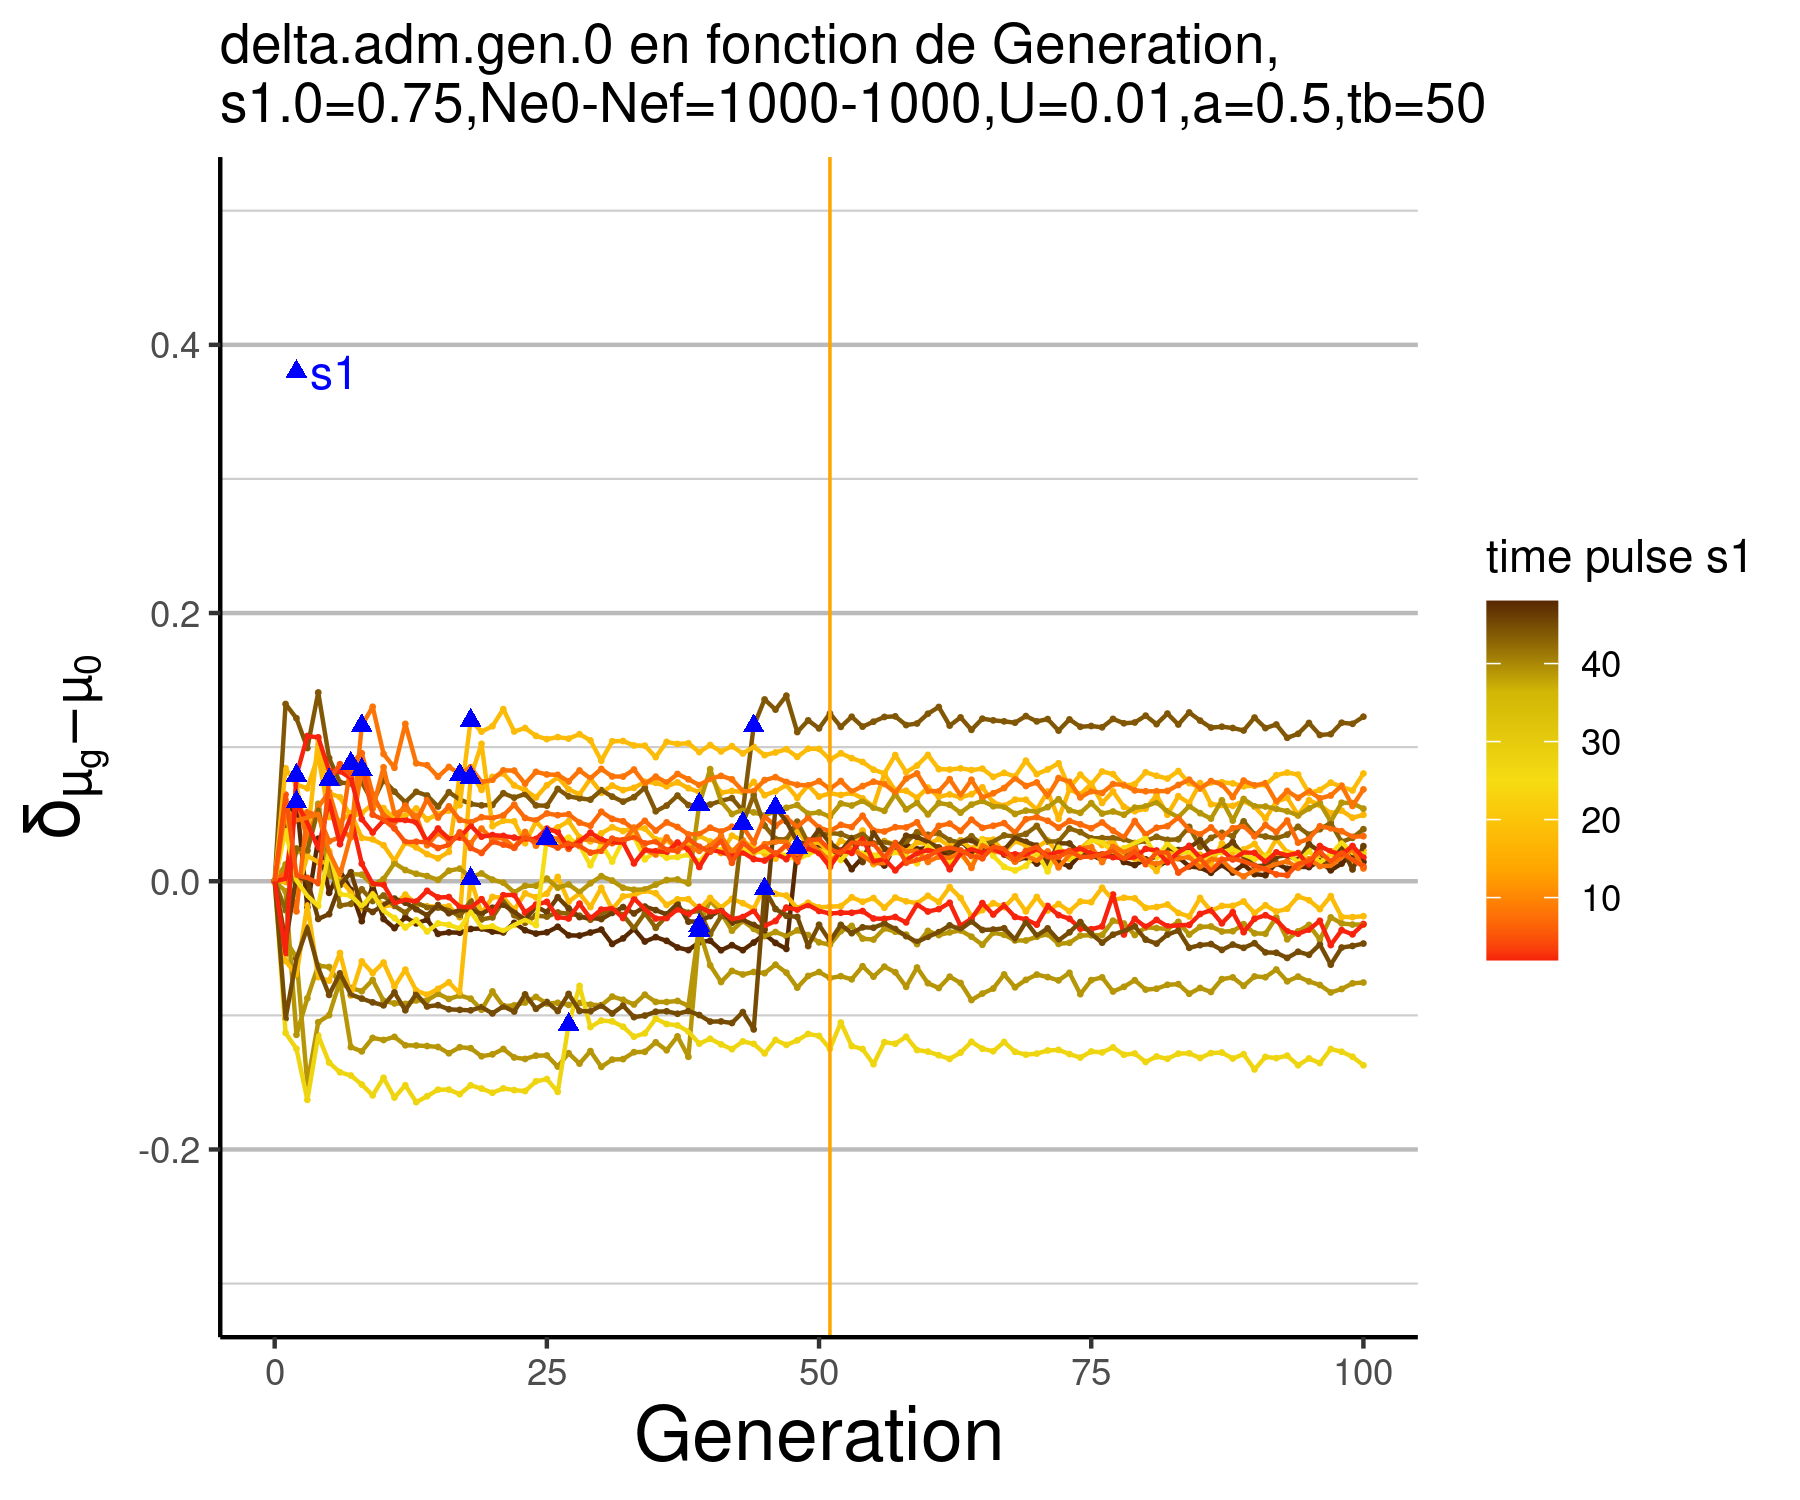 delta.adm.gen.0 en fonction de Generation,
s1.0=0.75,Ne0-Nef=1000-1000,U=0.01,a=0.5,tb=50
δμg−μ0
0.4
0.2
0.0
-0.2
s1
0
25
50
75
100
Generation
time pulse s1
40
30
20
10